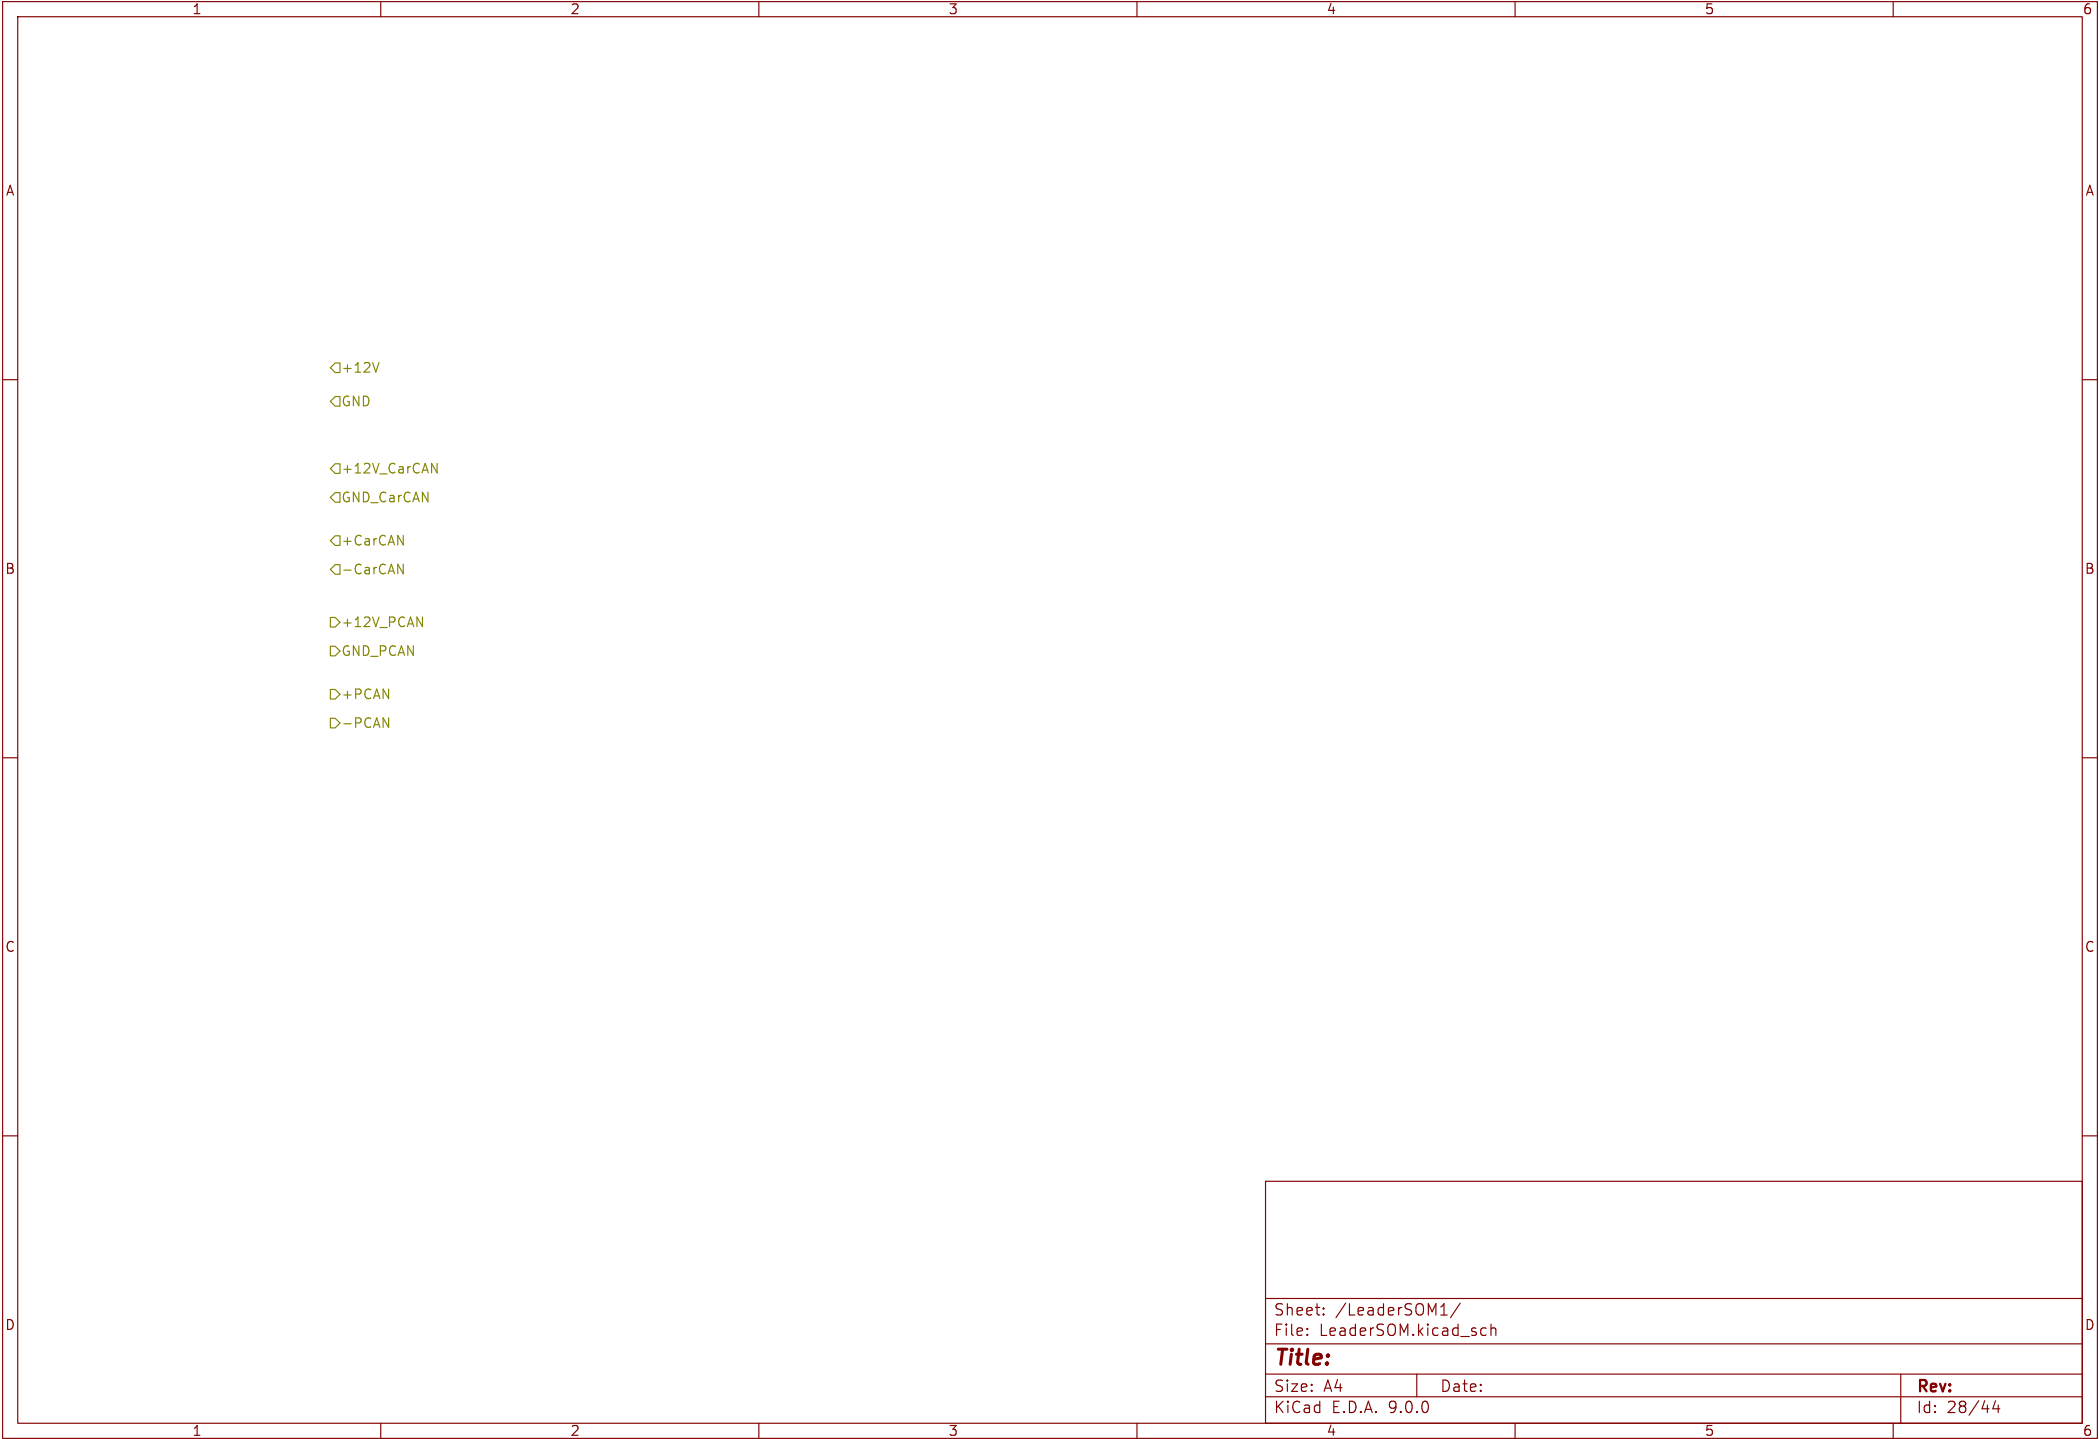 1 2 3 4 5 6
A A
+12V
GND
+12V_CarCAN
GND_CarCAN
+CarCAN
-CarCAN
B B
+12V_PCAN
GND_PCAN
+PCAN
-PCAN
C C
Sheet: /LeaderSOM1/
File: LeaderSOM.kicad_sch
D D
Title:
Size: A4 Date: Rev:
KiCad E.D.A. 9.0.0 Id: 28/44
1 2 3 4 5 6